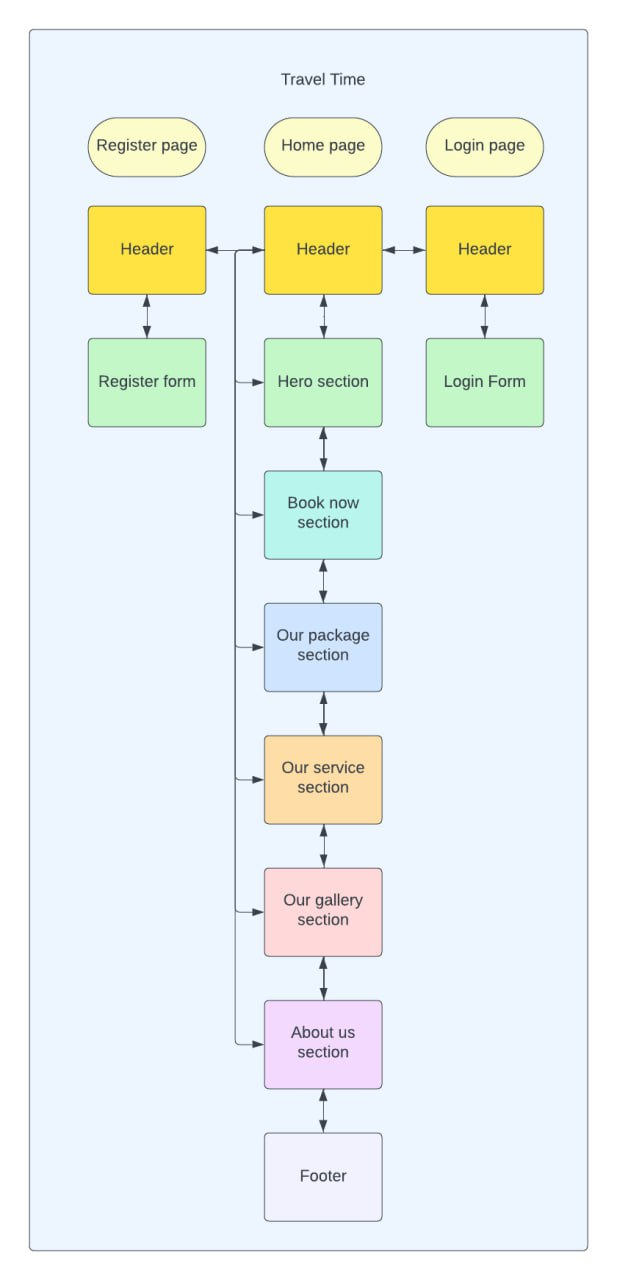 Travel Time
Register page
Home page
Login page
Header
Header
Header
Register form
Hero section
Login Form
Book now
section
Our package
section
Our service
section
Our gallery
section
About us
section
Footer